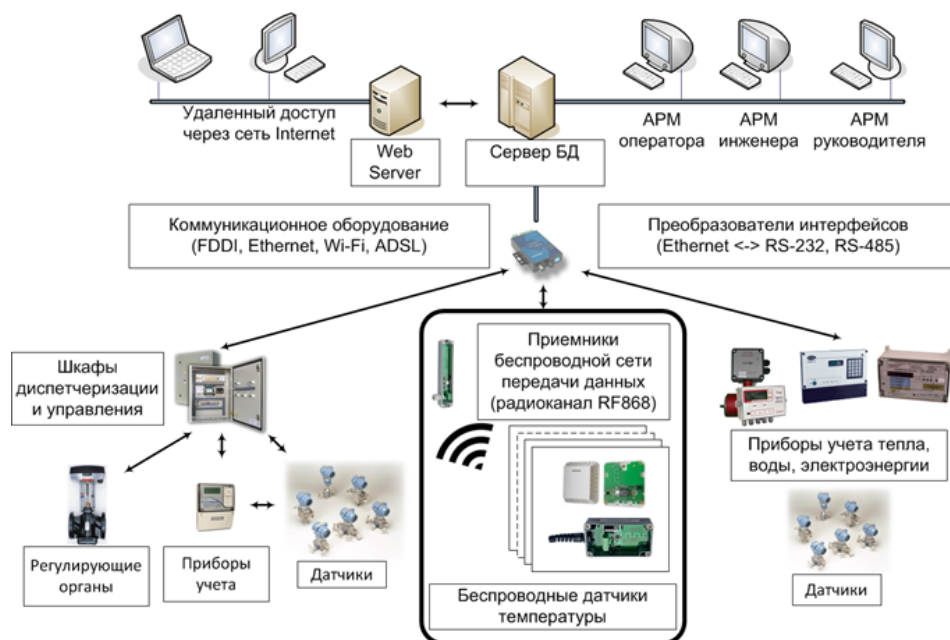 Удаленный доступ
через сеть Internet
Web
Server
Сервер БД
АРМ
оператора
АРМ
инженера
АРМ
руководителя
Коммуникационное оборудование
(FDDI, Ethernet, Wi-Fi, ADSL)
Преобразователи интерфейсов
(Ethernet <-> RS-232, RS-485)
Шкафы
диспетчеризации
и управления
Приемники
беспроводной сети
передачи данных
(радиоканал RF868)
Приборы учета тепла,
воды, электроэнергии
Регулирующие
органы
Приборы
учета
Датчики
Беспроводные датчики
температуры
Датчики